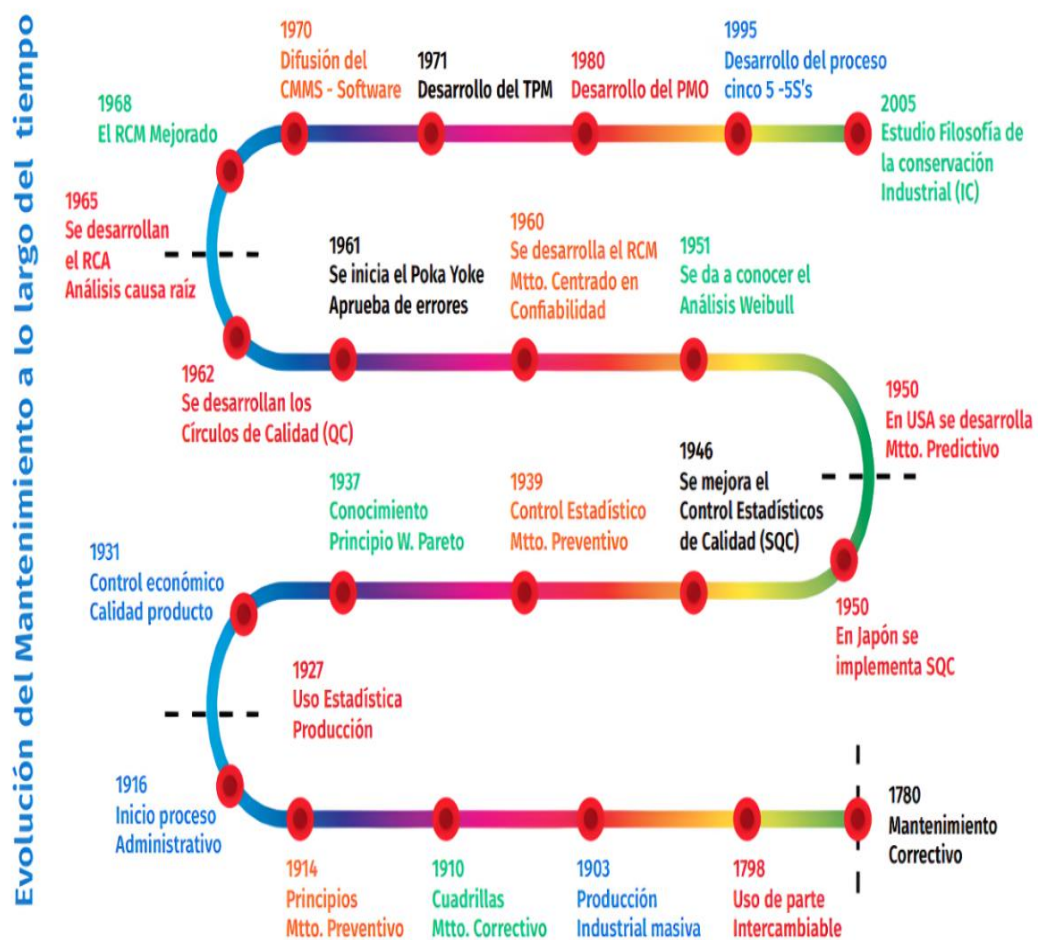 Evolución del Mantenimiento a lo largo del tiempo
1970
Difusión del
CMMS - Software
1971
Desarrollo del TPM
1980
Desarrollo del PMO
1995
Desarrollo del proceso
cinco 5 -5S's
2005
Estudio Filosofía de
la conservación
Industrial (IC)
1968
El RCM Mejorado
1965
Se desarrollan
el RCA
Análisis causa raíz
1961
Se inicia el Poka Yoke
Aprueba de errores
1960
Se desarrolla el RCM
Mtto. Centrado en
Confiabilidad
1951
Se da a conocer el
Análisis Weibull
1962
Se desarrollan los
Círculos de Calidad (QC)
1950
En USA se desarrolla
Mtto. Predictivo
1937
Conocimiento
Principio W. Pareto
1939
Control Estadístico
Mtto. Preventivo
1946
Se mejora el
Control Estadísticos
de Calidad (SQC)
1931
Control económico
Calidad producto
1950
En Japón se
implementa SQC
1927
Uso Estadística
Producción
1916
Inicio proceso
Administrativo
1780
Mantenimiento
Correctivo
1914
Principios
Mtto. Preventivo
1910
Cuadrillas
Mtto. Correctivo
1903
Producción
Industrial masiva
1798
Uso de parte
Intercambiable